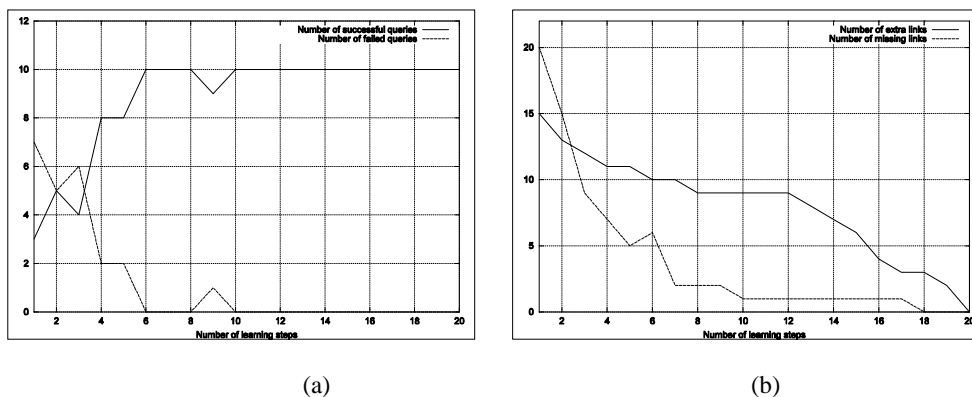 12
Number of successful queries
Number of failed queries
10
8
6
4
2
0
2 4 6 8 10 12 14 16 18 20
Number of learning steps
(a)
Number of extra links
Number of missing links
20
15
10
5
0
2 4 6 8 10 12 14 16 18 20
Number of learning steps
(b)